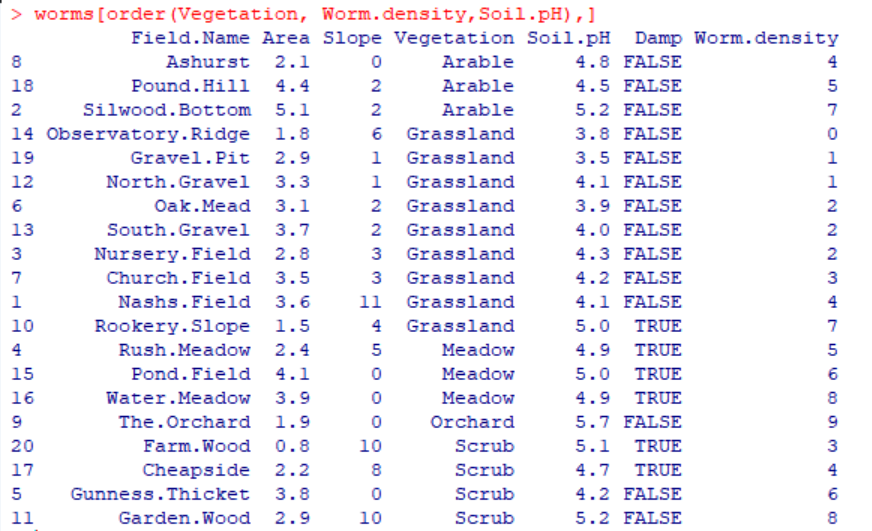 > worms[order(Vegetation, Worm.density,Soil.pH),]
Field.Name Area Slope Vegetation Soil.pH Damp Worm.density
8 Ashurst 2.1 0 Arable 4.8 FALSE 4
18 Pound.Hill 4.4 2 Arable 4.5 FALSE 5
2 Silwood.Bottom 5.1 2 Arable 5.2 FALSE 7
14 Observatory.Ridge 1.8 6 Grassland 3.8 FALSE 0
19 Gravel.Pit 2.9 1 Grassland 3.5 FALSE 1
12 North.Gravel 3.3 1 Grassland 4.1 FALSE 1
6 Oak.Mead 3.1 2 Grassland 3.9 FALSE 2
13 South.Gravel 3.7 2 Grassland 4.0 FALSE 2
3 Nursery.Field 2.8 3 Grassland 4.3 FALSE 2
7 Church.Field 3.5 3 Grassland 4.2 FALSE 3
1 Nashs.Field 3.6 11 Grassland 4.1 FALSE 4
10 Rookery.Slope 1.5 4 Grassland 5.0 TRUE 7
4 Rush.Meadow 2.4 5 Meadow 4.9 TRUE 5
15 Pond.Field 4.1 0 Meadow 5.0 TRUE 6
16 Water.Meadow 3.9 0 Meadow 4.9 TRUE 8
9 The.Orchard 1.9 0 Orchard 5.7 FALSE 9
20 Farm.Wood 0.8 10 Scrub 5.1 TRUE 3
17 Cheapside 2.2 8 Scrub 4.7 TRUE 4
5 Gunness.Thicket 3.8 0 Scrub 4.2 FALSE 6
11 Garden.Wood 2.9 10 Scrub 5.2 FALSE 8